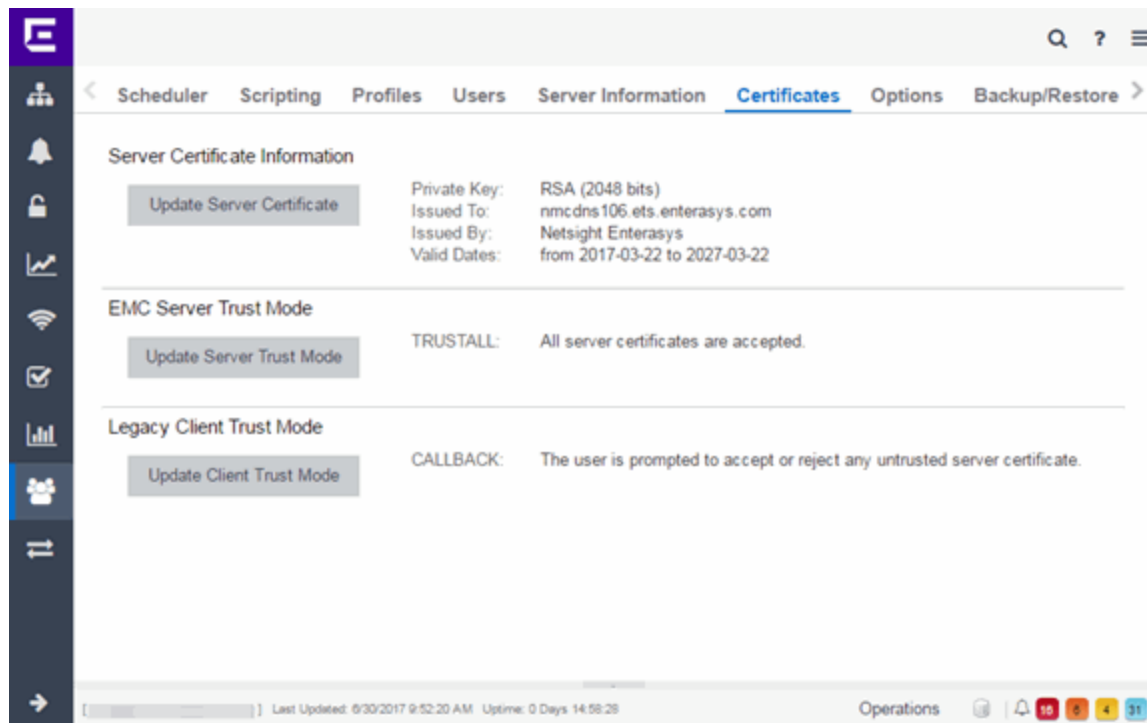 Scheduler Scripting Profiles Users Server Information Certificates Options Backup/Restore
Server Certificate Information
Update Server Certificate
Private Key: RSA (2048 bits)
Issued To: nmcdns106.ets.enterasys.com
Issued By: Netsight Enterasys
Valid Dates: from 2017-03-22 to 2027-03-22
EMC Server Trust Mode
Update Server Trust Mode
TRUSTALL: All server certificates are accepted.
Legacy Client Trust Mode
Update Client Trust Mode
CALLBACK: The user is prompted to accept or reject any untrusted server certificate.
[ ] Last Updated: 6/30/2017 9:52:20 AM Uptime: 0 Days 14:58:28 Operations 16 6 4 31